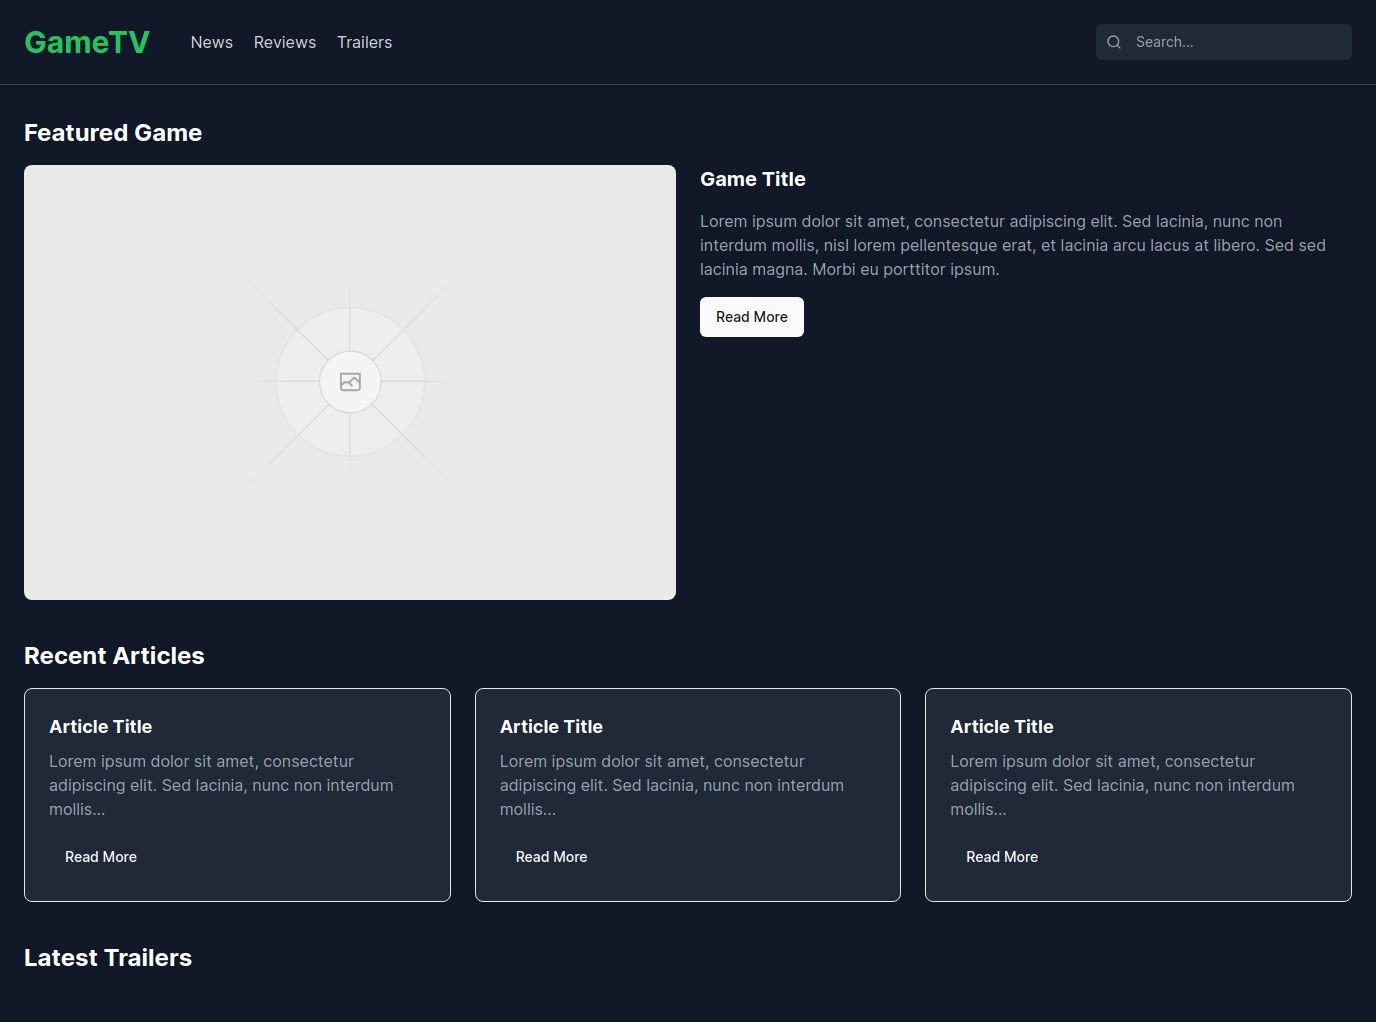 GameTV
News
Reviews
Trailers
Search...
Featured Game
Game Title
Lorem ipsum dolor sit amet, consectetur adipiscing elit. Sed lacinia, nunc non
interdum mollis, nisl lorem pellentesque erat, et lacinia arcu lacus at libero. Sed sed
lacinia magna. Morbi eu porttitor ipsum.
Read More
Recent Articles
Article Title
Lorem ipsum dolor sit amet, consectetur
adipiscing elit. Sed lacinia, nunc non interdum
mollis...
Read More
Article Title
Lorem ipsum dolor sit amet, consectetur
adipiscing elit. Sed lacinia, nunc non interdum
mollis...
Read More
Article Title
Lorem ipsum dolor sit amet, consectetur
adipiscing elit. Sed lacinia, nunc non interdum
mollis...
Read More
Latest Trailers